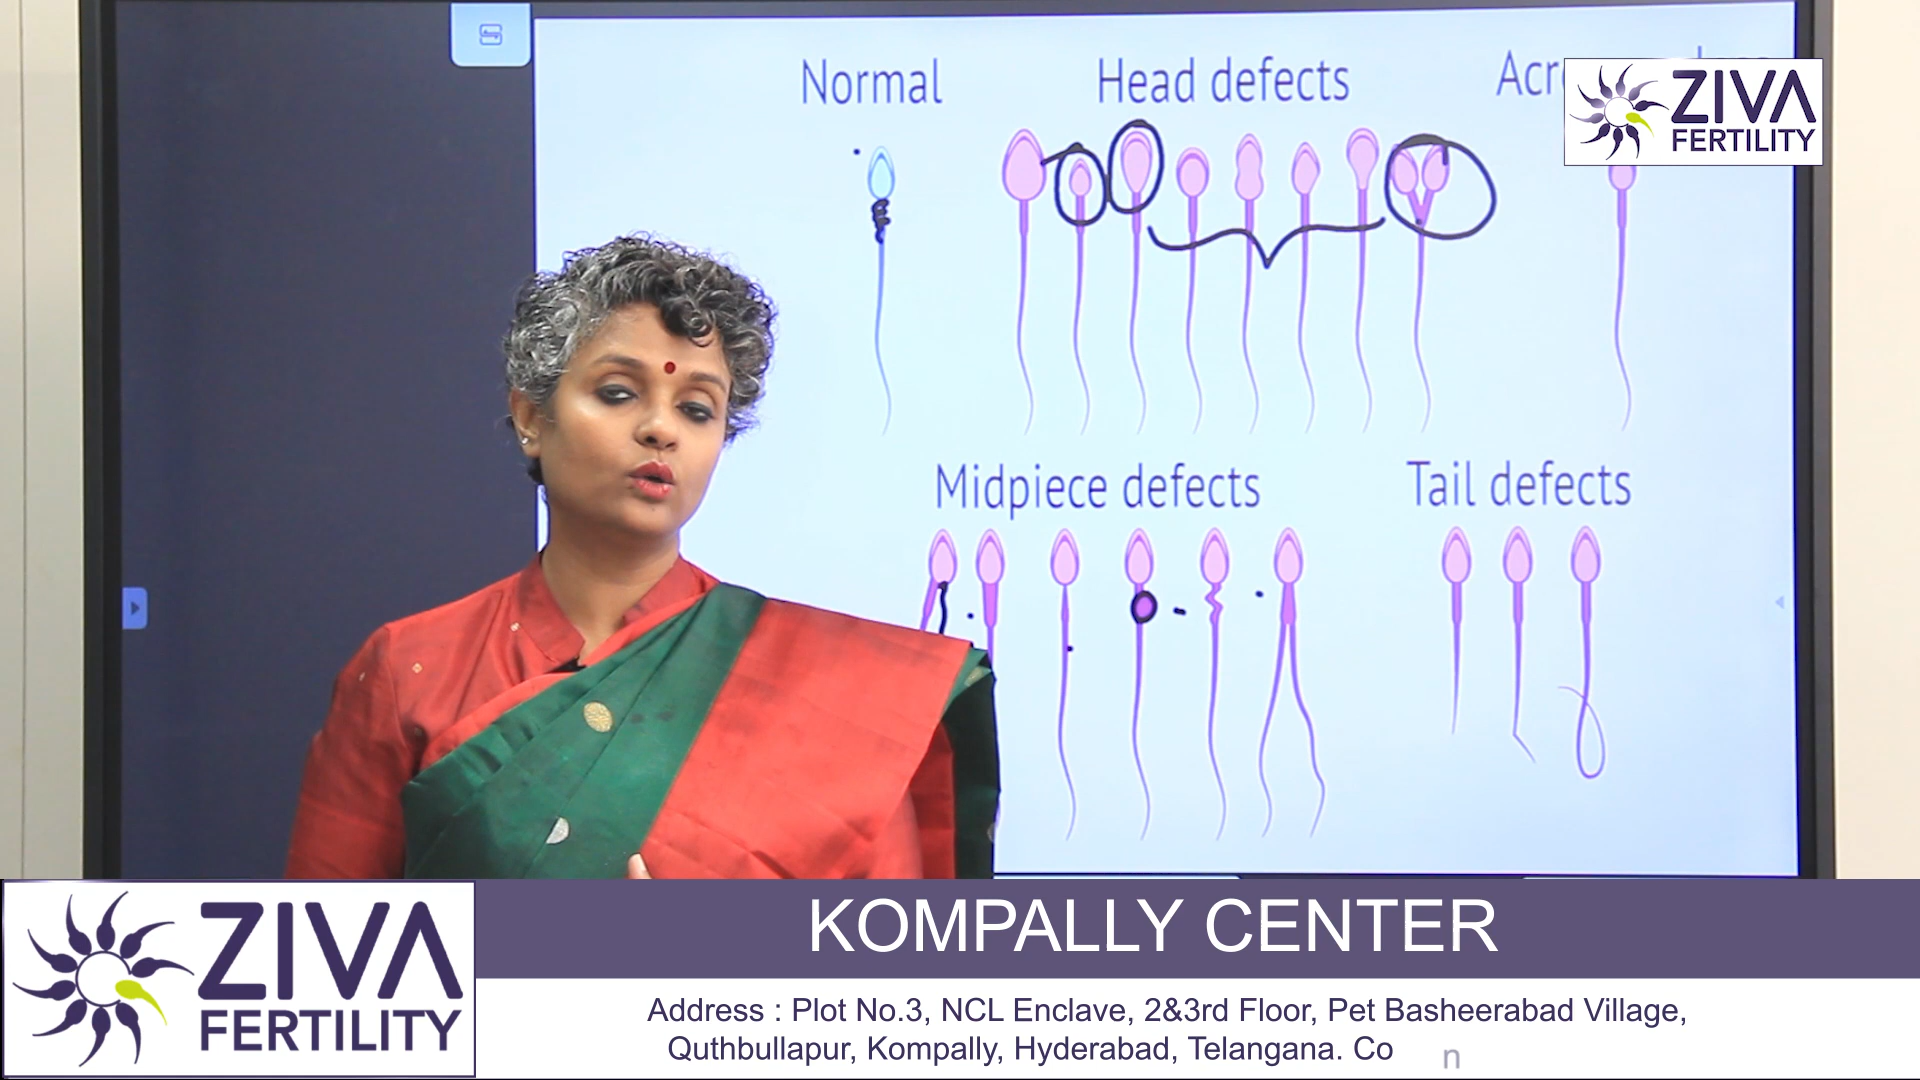 Normal
Head defects
ZIVA
FERTILITY
Midpiece defects
Tail defects
ZIVA
FERTILITY
KOMPALLY CENTER
Address : Plot No.3, NCL Enclave, 2&3rd Floor, Pet Basheerabad Village,
Quthbullapur, Kompally, Hyderabad, Telangana. Co n